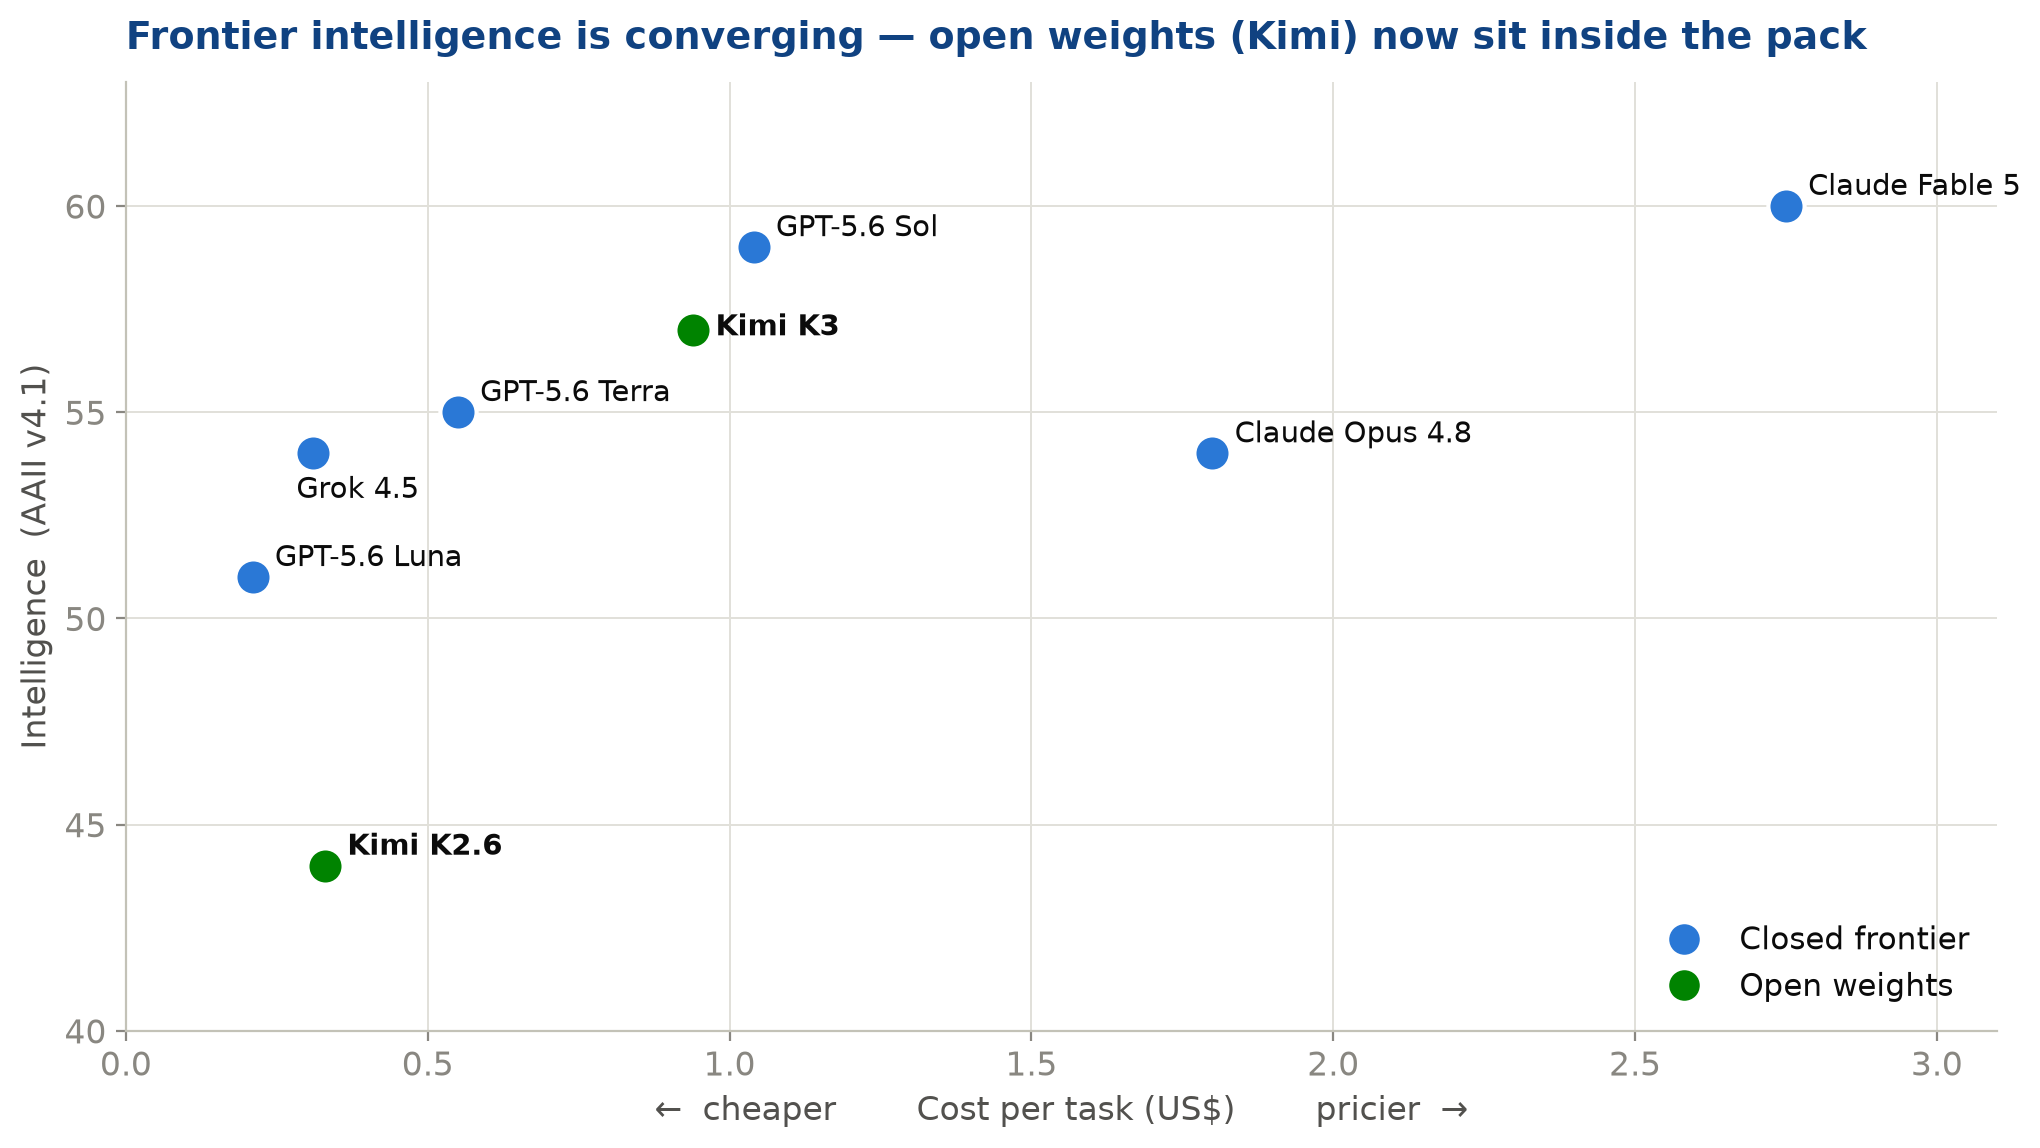 Frontier intelligence is converging — open weights (Kimi) now sit inside the pack
Intelligence (AAII v4.1)
60
55
50
45
40
Claude Fable 5
GPT-5.6 Sol
Kimi K3
GPT-5.6 Terra
Claude Opus 4.8
Grok 4.5
GPT-5.6 Luna
Kimi K2.6
Closed frontier
Open weights
0.0 0.5 1.0 1.5 2.0 2.5 3.0
← cheaper Cost per task (US$) pricier →